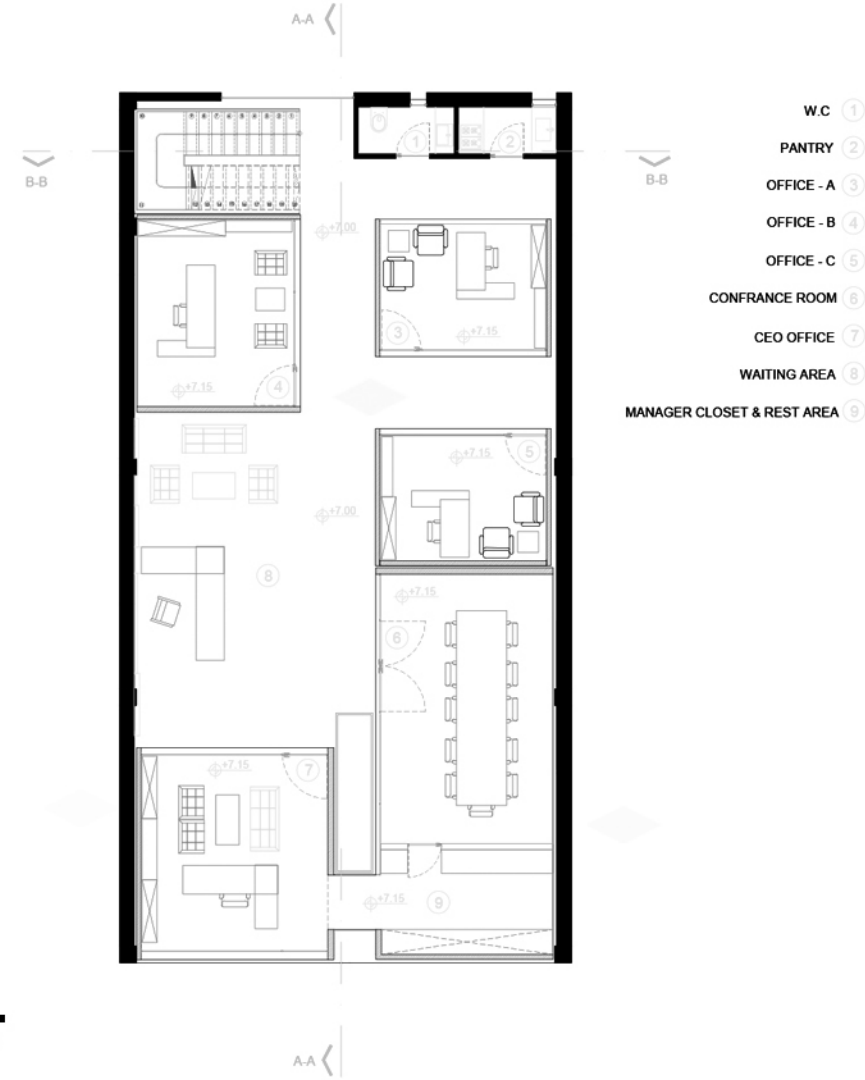 A-A
W.C 1
PANTRY 2
OFFICE - A 3
OFFICE - B 4
OFFICE - C 5
CONFRANCE ROOM 6
CEO OFFICE 7
WAITING AREA 8
MANAGER CLOSET & REST AREA 9
1
2
B-B
B-B
+7.00
3
+7.15
4
+7.15
5
+7.15
+7.00
8
+7.15
6
7
+7.15
+7.15
9
A-A